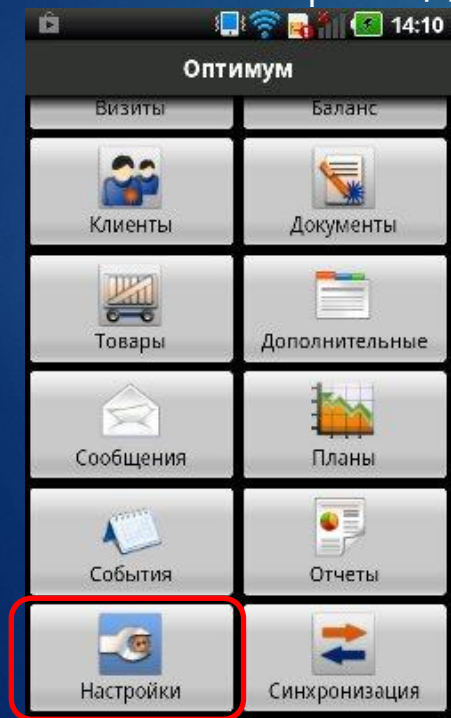 14:10
Оптимум
Визиты Баланс
Клиенты Документы
Товары Дополнительные
Сообщения Планы
События Отчеты
Настройки Синхронизация